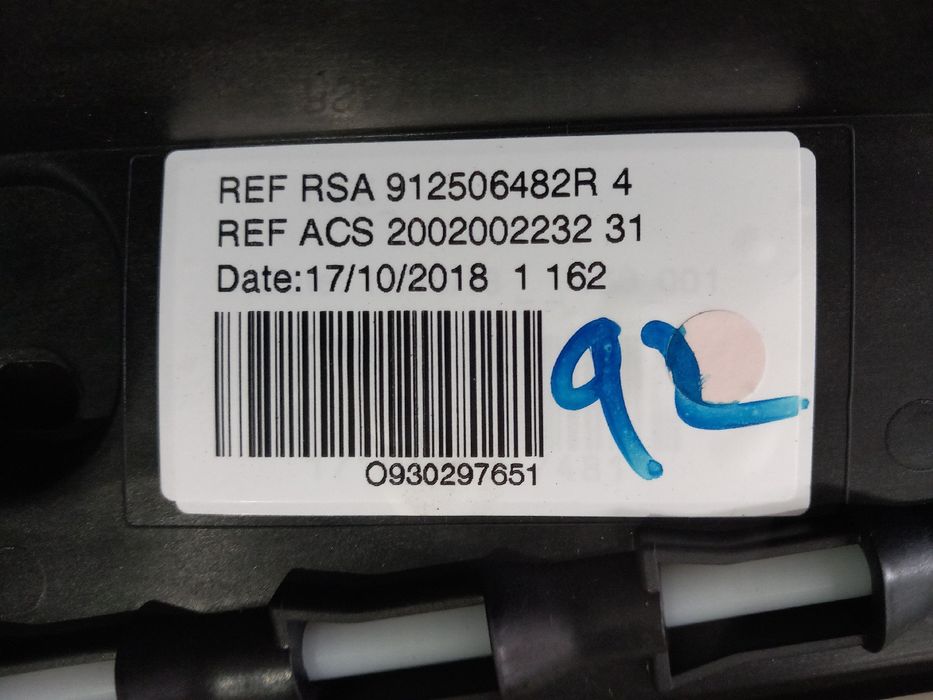 REF RSA 912506482R 4
REF ACS 2002002232 31
Date:17/10/2018 1 162
O930297651
92